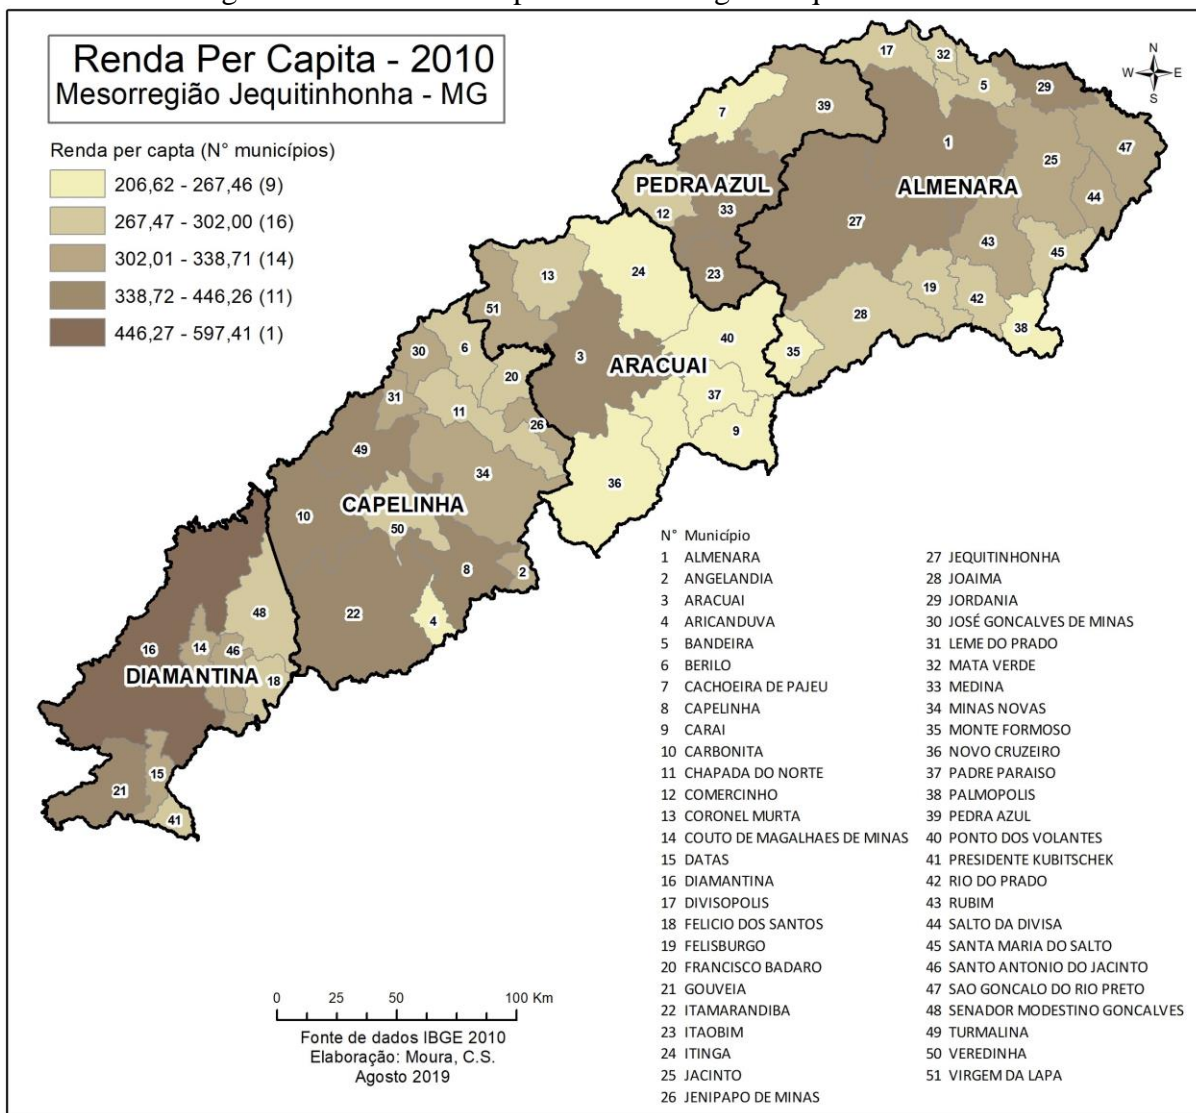 Renda Per Capita - 2010
Mesorregião Jequitinhonha - MG
Renda per capta (N° municípios)
206,62 - 267,46 (9)
267,47 - 302,00 (16)
302,01 - 338,71 (14)
338,72 - 446,26 (11)
446,27 - 597,41 (1)
N
W E
S
17
32
5
29
7
39
1
47
25
PEDRA AZUL
ALMENARA
12
33
27
44
43
45
24
23
13
19
42
51
28
38
40
30
6
35
3
ARACUAI
20
31
37
11
26
9
49
34
36
CAPELINHA
10
50
8
2
48
22
4
16
14
46
DIAMANTINA
18
15
21
41
N° Município
1 ALMENARA
2 ANGELANDIA
3 ARACUAI
4 ARICANDUVA
5 BANDEIRA
6 BERILO
7 CACHOEIRA DE PAJEU
8 CAPELINHA
9 CARAI
10 CARBONITA
11 CHAPADA DO NORTE
12 COMERCINHO
13 CORONEL MURTA
14 COUTO DE MAGALHAES DE MINAS
15 DATAS
16 DIAMANTINA
17 DIVISOPOLIS
18 FELICIO DOS SANTOS
19 FELISBURGO
20 FRANCISCO BADARO
21 GOUVEIA
22 ITAMARANDIBA
23 ITAOBIM
24 ITINGA
25 JACINTO
26 JENIPAPO DE MINAS
27 JEQUITINHONHA
28 JOAIMA
29 JORDANIA
30 JOSÉ GONCALVES DE MINAS
31 LEME DO PRADO
32 MATA VERDE
33 MEDINA
34 MINAS NOVAS
35 MONTE FORMOSO
36 NOVO CRUZEIRO
37 PADRE PARAISO
38 PALMOPOLIS
39 PEDRA AZUL
40 PONTO DOS VOLANTES
41 PRESIDENTE KUBITSCHEK
42 RIO DO PRADO
43 RUBIM
44 SALTO DA DIVISA
45 SANTA MARIA DO SALTO
46 SANTO ANTONIO DO JACINTO
47 SAO GONCALO DO RIO PRETO
48 SENADOR MODESTINO GONCALVES
49 TURMALINA
50 VEREDINHA
51 VIRGEM DA LAPA
0 25 50 100 Km
Fonte de dados IBGE 2010
Elaboração: Moura, C.S.
Agosto 2019